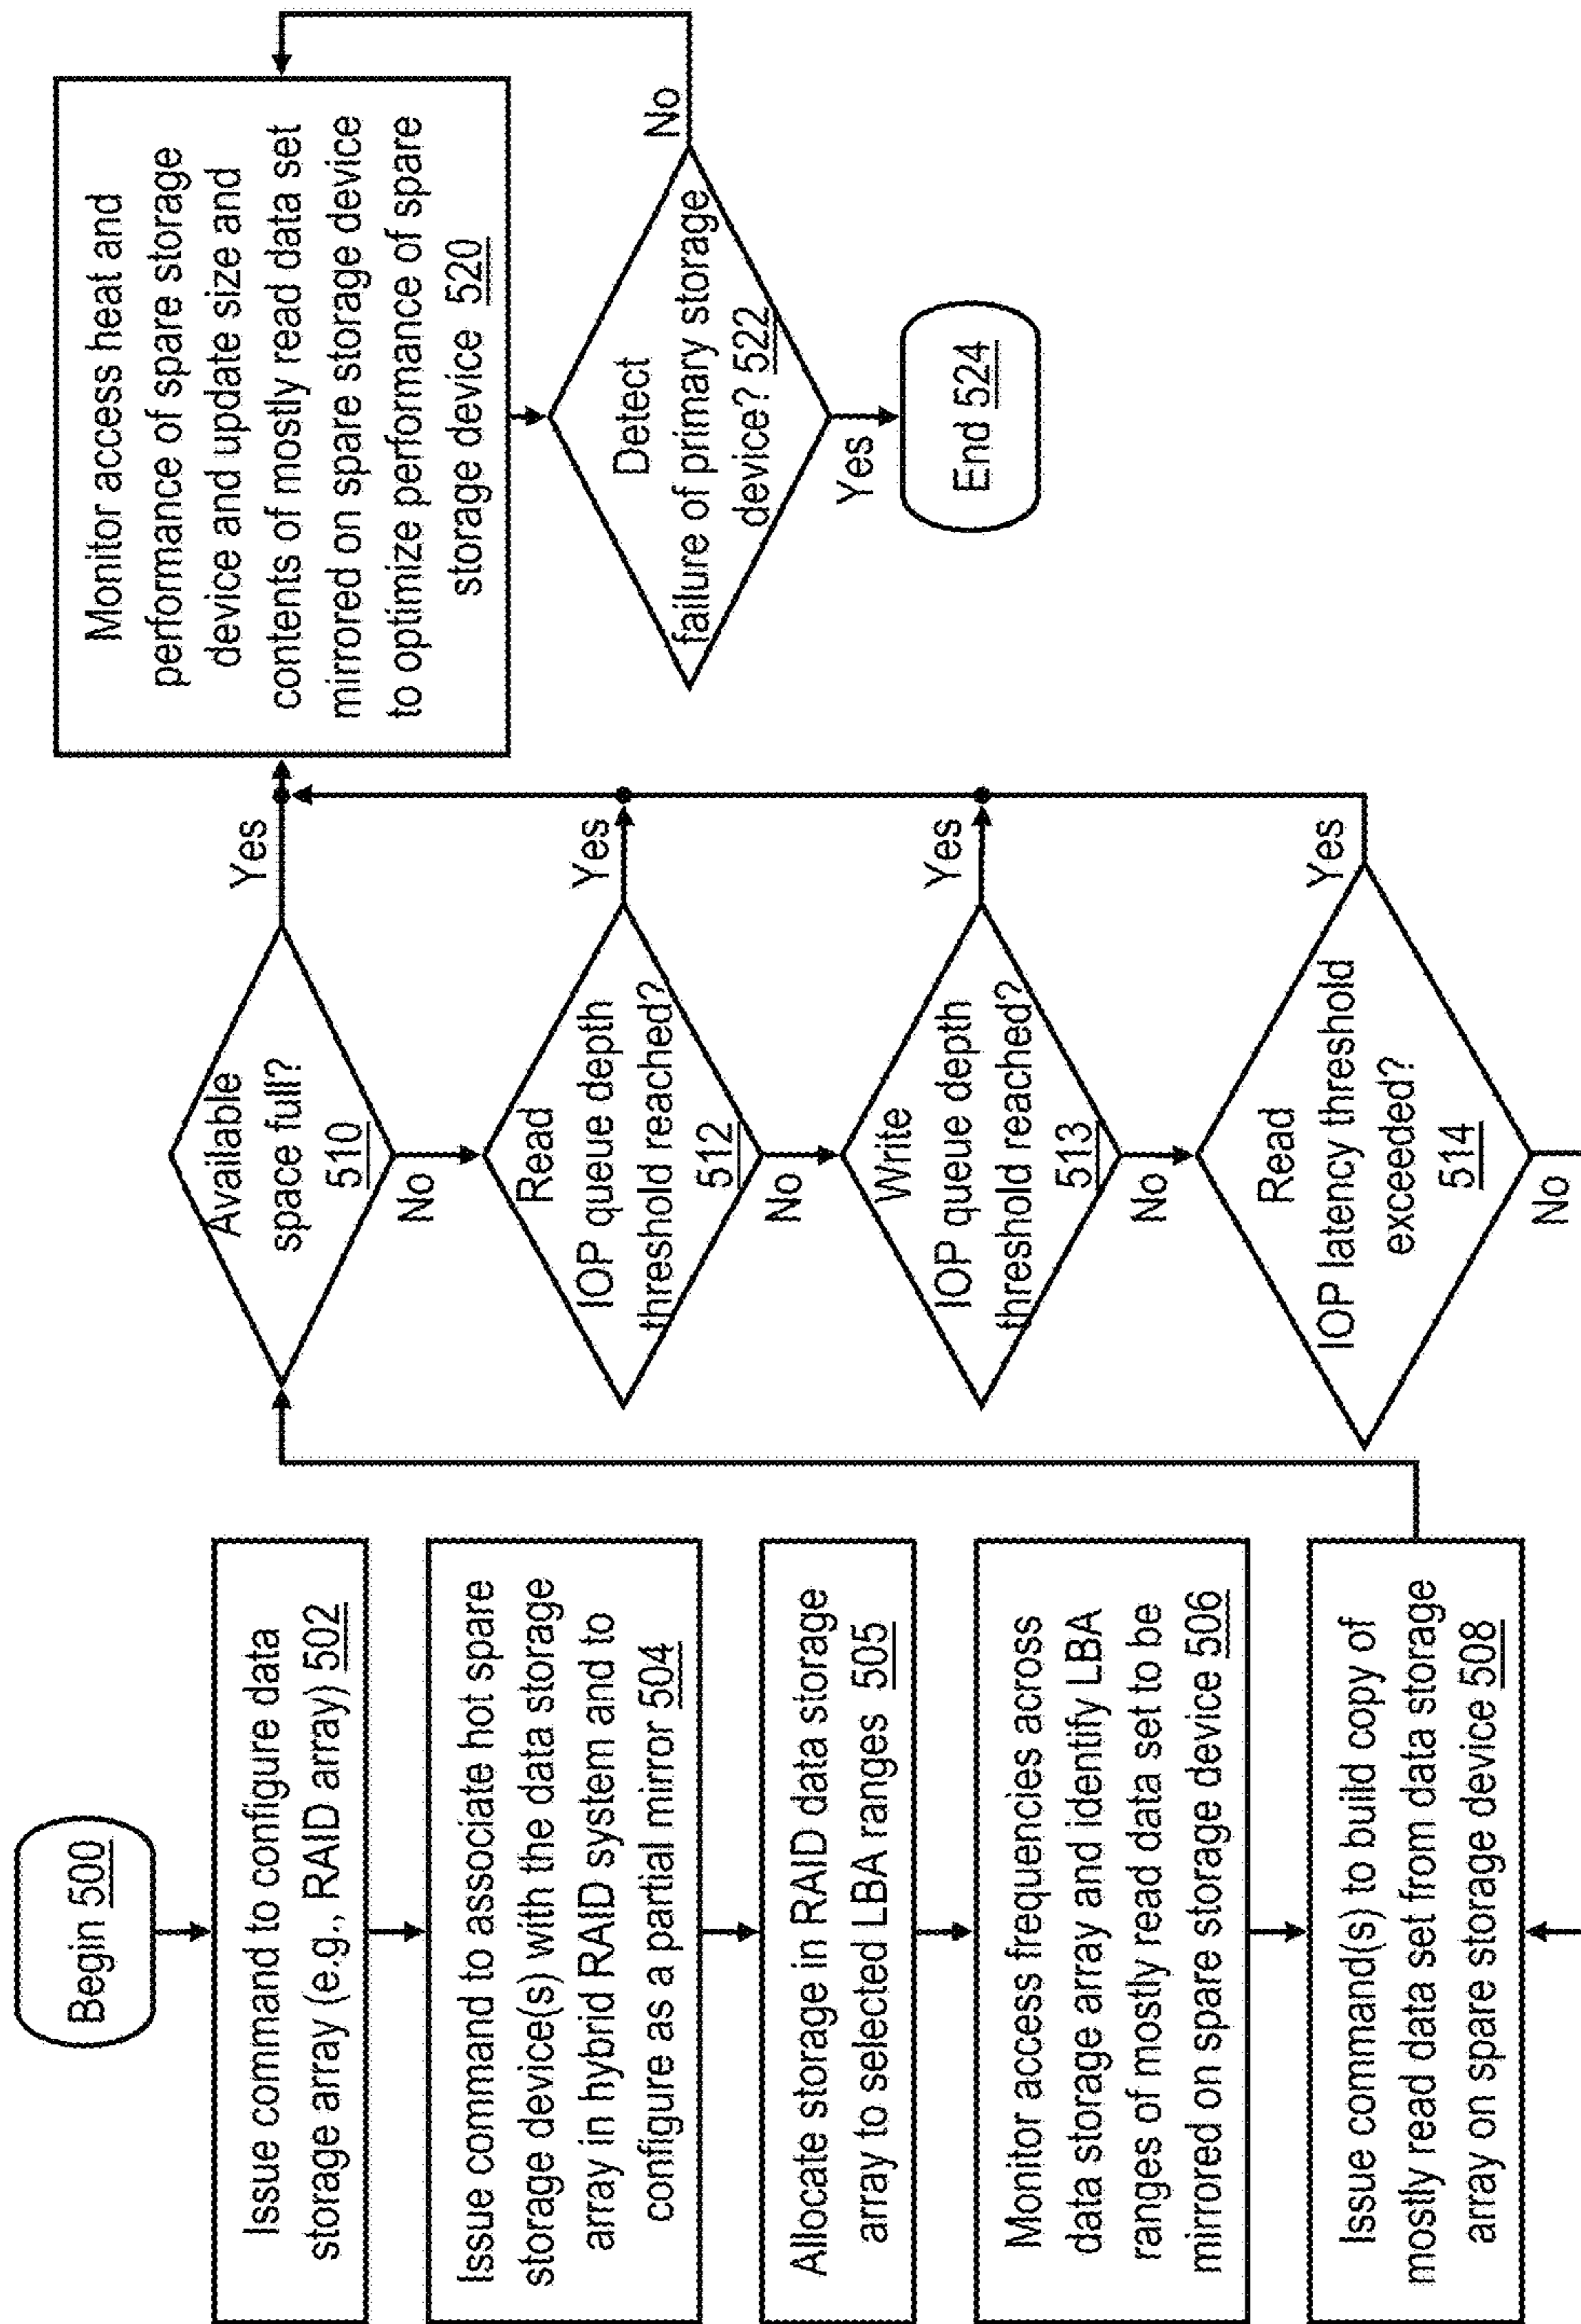 Begin 500
Issue command to configure data
storage array (e.g., RAID array) 502
Issue command to associate hot spare
storage device(s) with the data storage
array in hybrid RAID system and to
configure as a partial mirror 504
Allocate storage in RAID data storage
array to selected LBA ranges 505
Monitor access frequencies across
data storage array and identify LBA
ranges of mostly read data set to be
mirrored on spare storage device 506
Issue command(s) to build copy of
mostly read data set from data storage
array on spare storage device 508
Available
space full?
510
Yes
No
Read
IOP queue depth
threshold reached?
512
Yes
No
Write
IOP queue depth
threshold reached?
513
Yes
No
Read
IOP latency threshold
exceeded?
514
Yes
No
Monitor access heat and
performance of spare storage
device and update size and
contents of mostly read data set
mirrored on spare storage device
to optimize performance of spare
storage device 520
Detect
failure of primary storage
device? 522
No
Yes
End 524